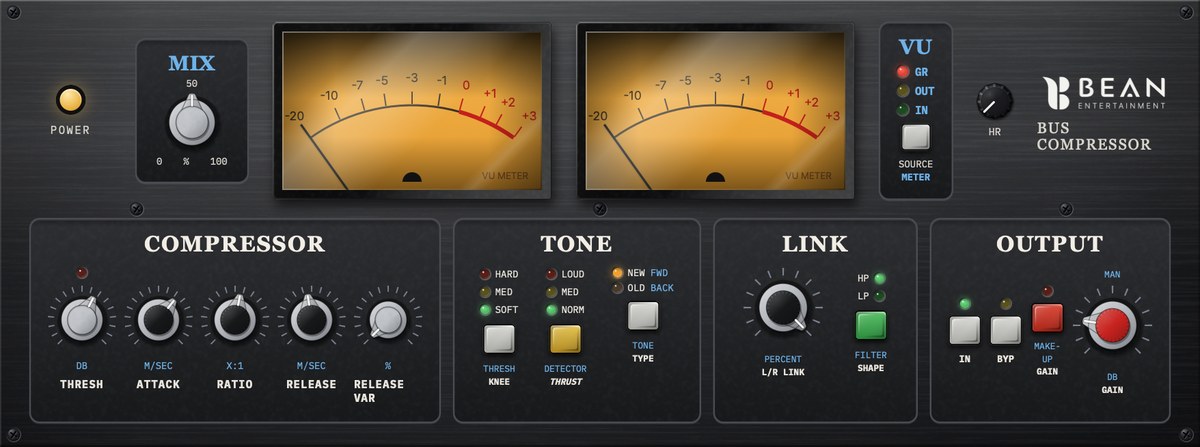 POWER
MIX
50
0 % 100
-20 -10 -7 -5 -3 -1 0 +1 +2 +3
VU METER
-20 -10 -7 -5 -3 -1 0 +1 +2 +3
VU METER
VU
GR
OUT
IN
SOURCE
METER
HR
BEAN
ENTERTAINMENT
BUS
COMPRESSOR
COMPRESSOR
DB
THRESH
M/SEC
ATTACK
X:1
RATIO
M/SEC
RELEASE
%
RELEASE
VAR
TONE
HARD
MED
SOFT
THRESH
KNEE
LOUD
MED
NORM
DETECTOR
THRUST
NEW FWD
OLD BACK
TONE
TYPE
LINK
PERCENT
L/R LINK
HP
LP
FILTER
SHAPE
OUTPUT
IN
BYP
MAKE-
UP
GAIN
MAN
DB
GAIN